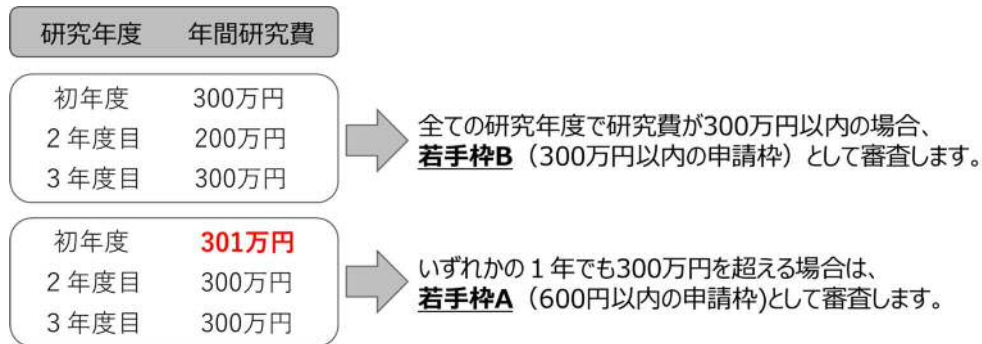 研究年度 年間研究費
初年度 300万円
2年度目 200万円
3年度目 300万円
全ての研究年度で研究費が300万円以内の場合、
若手枠B（300万円以内の申請枠）として審査します。
初年度 301万円
2年度目 300万円
3年度目 300万円
いずれかの1年でも300万円を超える場合は、
若手枠A（600円以内の申請枠)として審査します。